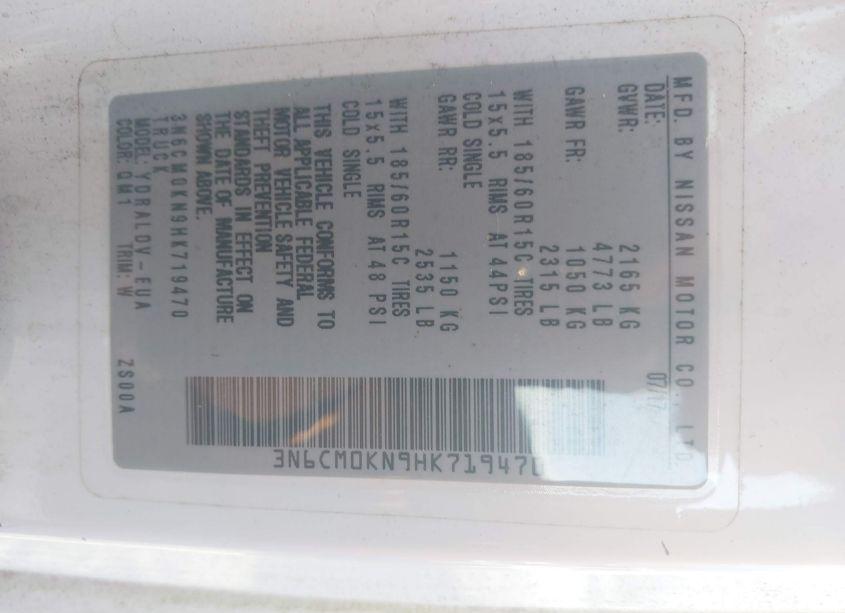 MFD. BY NISSAN MOTOR CO., LTD.
DATE: 07/17
GVWR: 2165 KG
4773 LB
GAWR FR: 1050 KG
2315 LB
WITH 185/60R15C TIRES
15x5.5 RIMS AT 44PSI
COLD SINGLE
GAWR RR: 1150 KG
2535 LB
WITH 185/60R15C TIRES
15x5.5 RIMS AT 48 PSI
COLD SINGLE
THIS VEHICLE CONFORMS TO
ALL APPLICABLE FEDERAL
MOTOR VEHICLE SAFETY AND
THEFT PREVENTION
STANDARDS IN EFFECT ON
THE DATE OF MANUFACTURE
SHOWN ABOVE.
3N6CM0KN9HK719470
TRUCK
MODEL: YDRALDV-EUA
COLOR: QM1 TRIM: W ZS00A
3N6CM0KN9HK719470